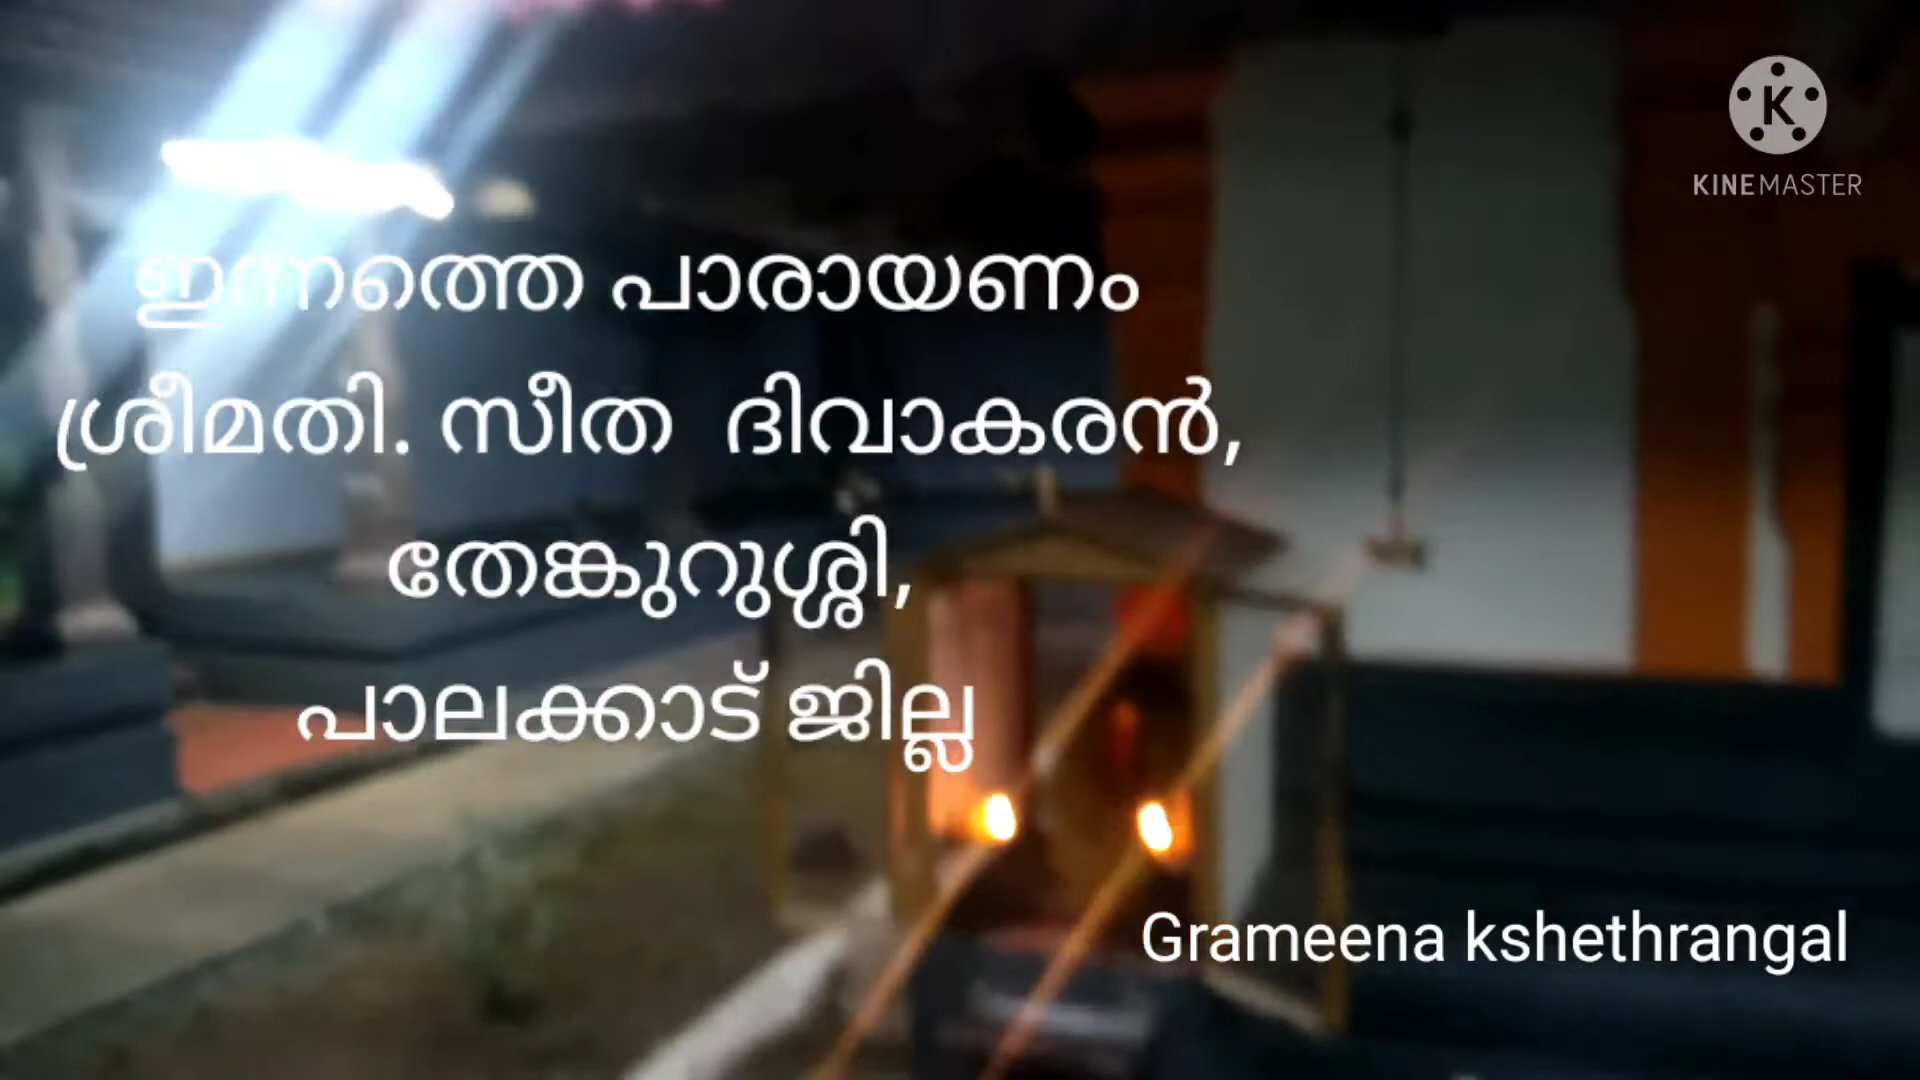 KINEMASTER
ഇന്നത്തെ പാരായണം
ശ്രീമതി. സീത ദിവാകരൻ,
തേങ്കുറുശ്ശി,
പാലക്കാട് ജില്ല
Grameena kshethrangal